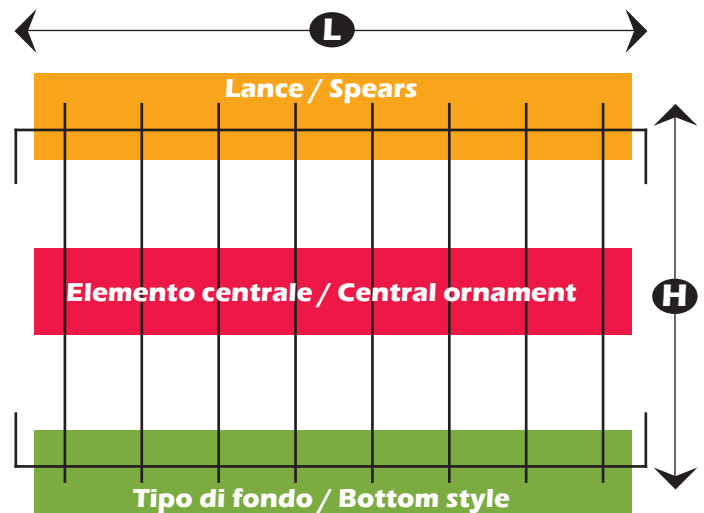 L
Lance / Spears
Elemento centrale / Central ornament
H
Tipo di fondo / Bottom style